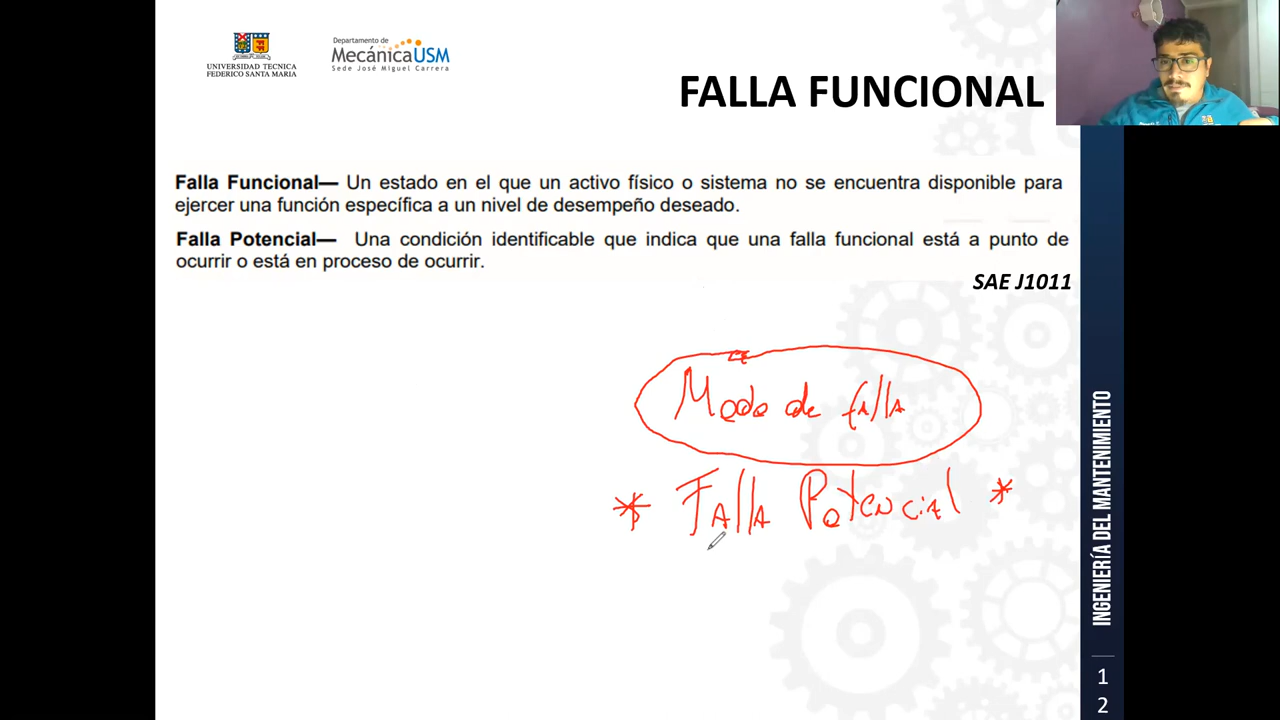 UNIVERSIDAD TECNICA
FEDERICO SANTA MARIA
Departamento de
MecánicaUSM
Sede José Miguel Carrera
FALLA FUNCIONAL
Falla Funcional— Un estado en el que un activo físico o sistema no se encuentra disponible para
ejercer una función específica a un nivel de desempeño deseado.
Falla Potencial— Una condición identificable que indica que una falla funcional está a punto de
ocurrir o está en proceso de ocurrir.
SAE J1011
Modo de falla
* Falla Potencial *
INGENIERÍA DEL MANTENIMIENTO
1
2